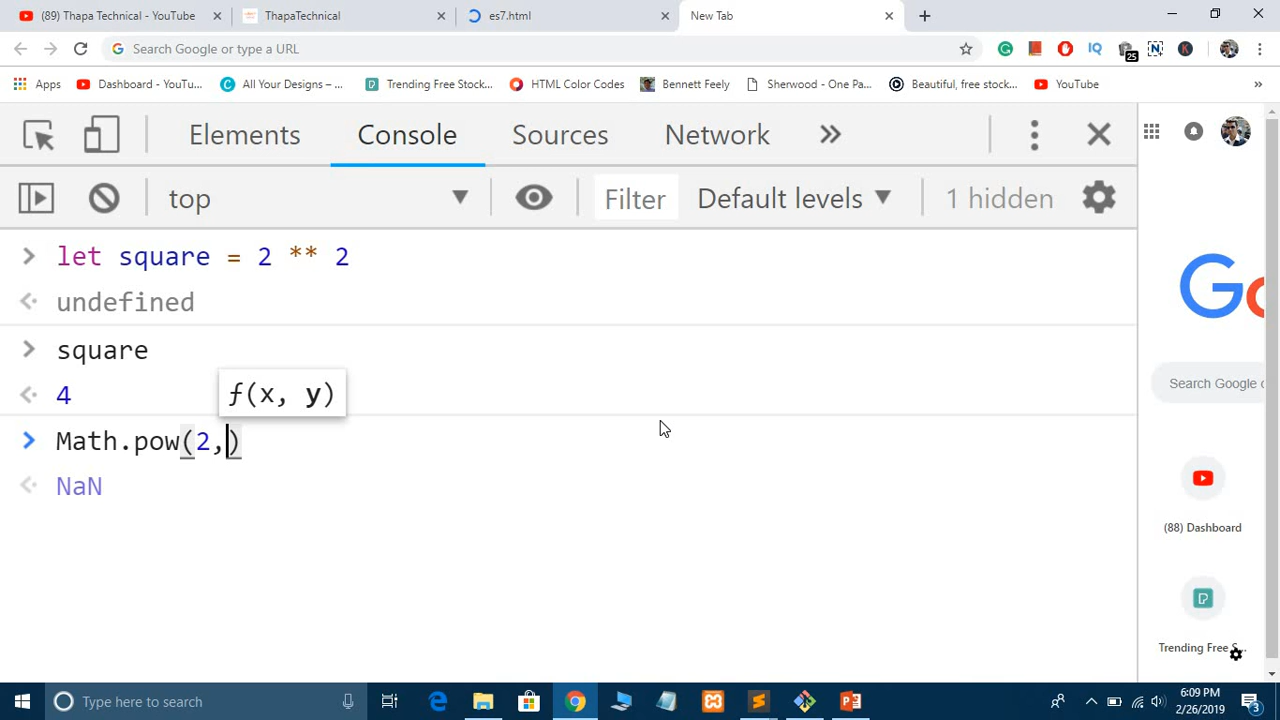 (89) Thapa Technical - YouTube
ThapaTechnical
es7.html
New Tab
Search Google or type a URL
25
Apps
Dashboard - YouTu...
All Your Designs – ...
Trending Free Stock...
HTML Color Codes
Bennett Feely
Sherwood - One Pa...
Beautiful, free stock...
YouTube
»
Elements
Console
Sources
Network
»
top
Filter
Default levels
1 hidden
let square = 2 ** 2
undefined
square
4
ƒ(x, y)
Math.pow(2,)
NaN
Search Google o
(88) Dashboard
Trending Free S...
Type here to search
6:09 PM
2/26/2019
3